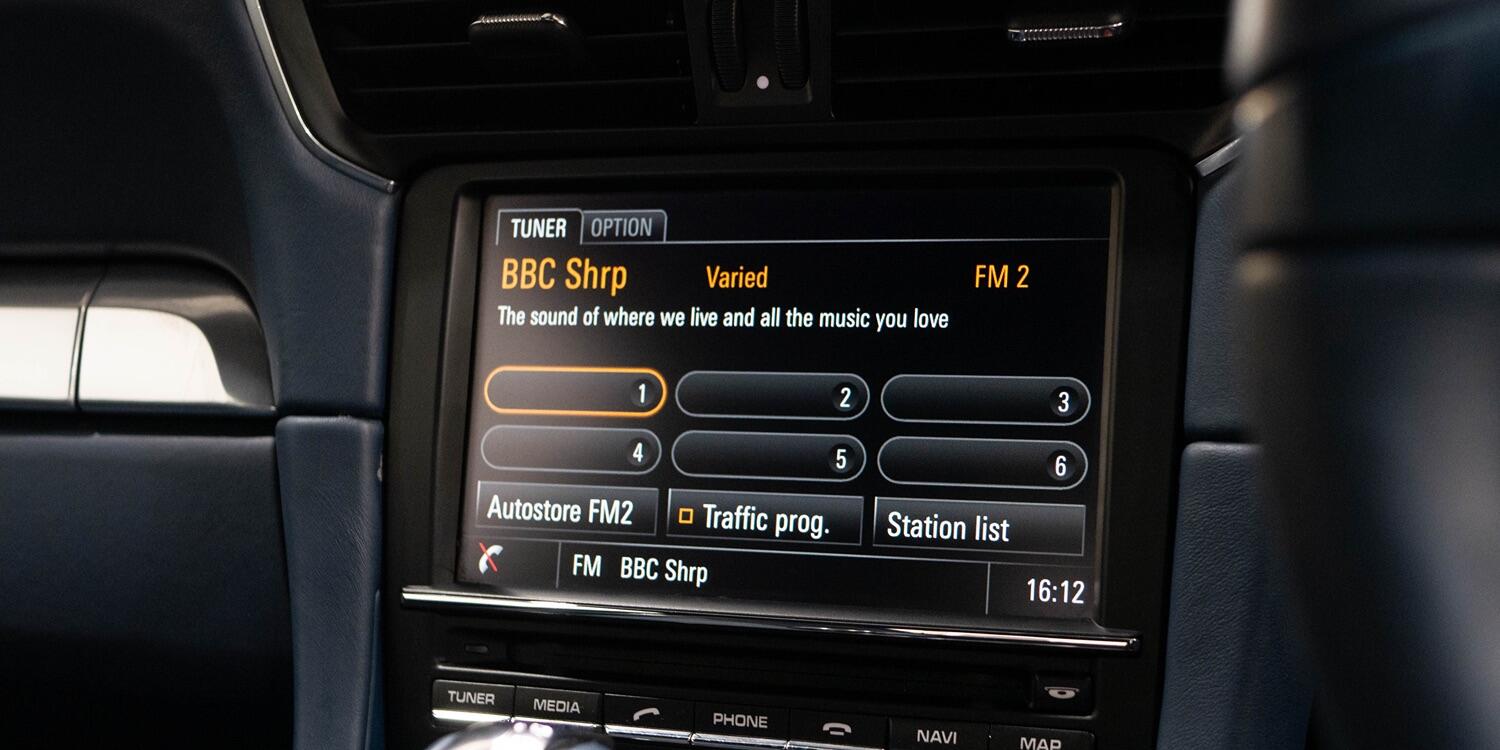 TUNER OPTION
BBC Shrp Varied FM 2
The sound of where we live and all the music you love
1 2 3
4 5 6
Autostore FM2 Traffic prog. Station list
FM BBC Shrp 16:12
TUNER MEDIA PHONE NAVI MAP